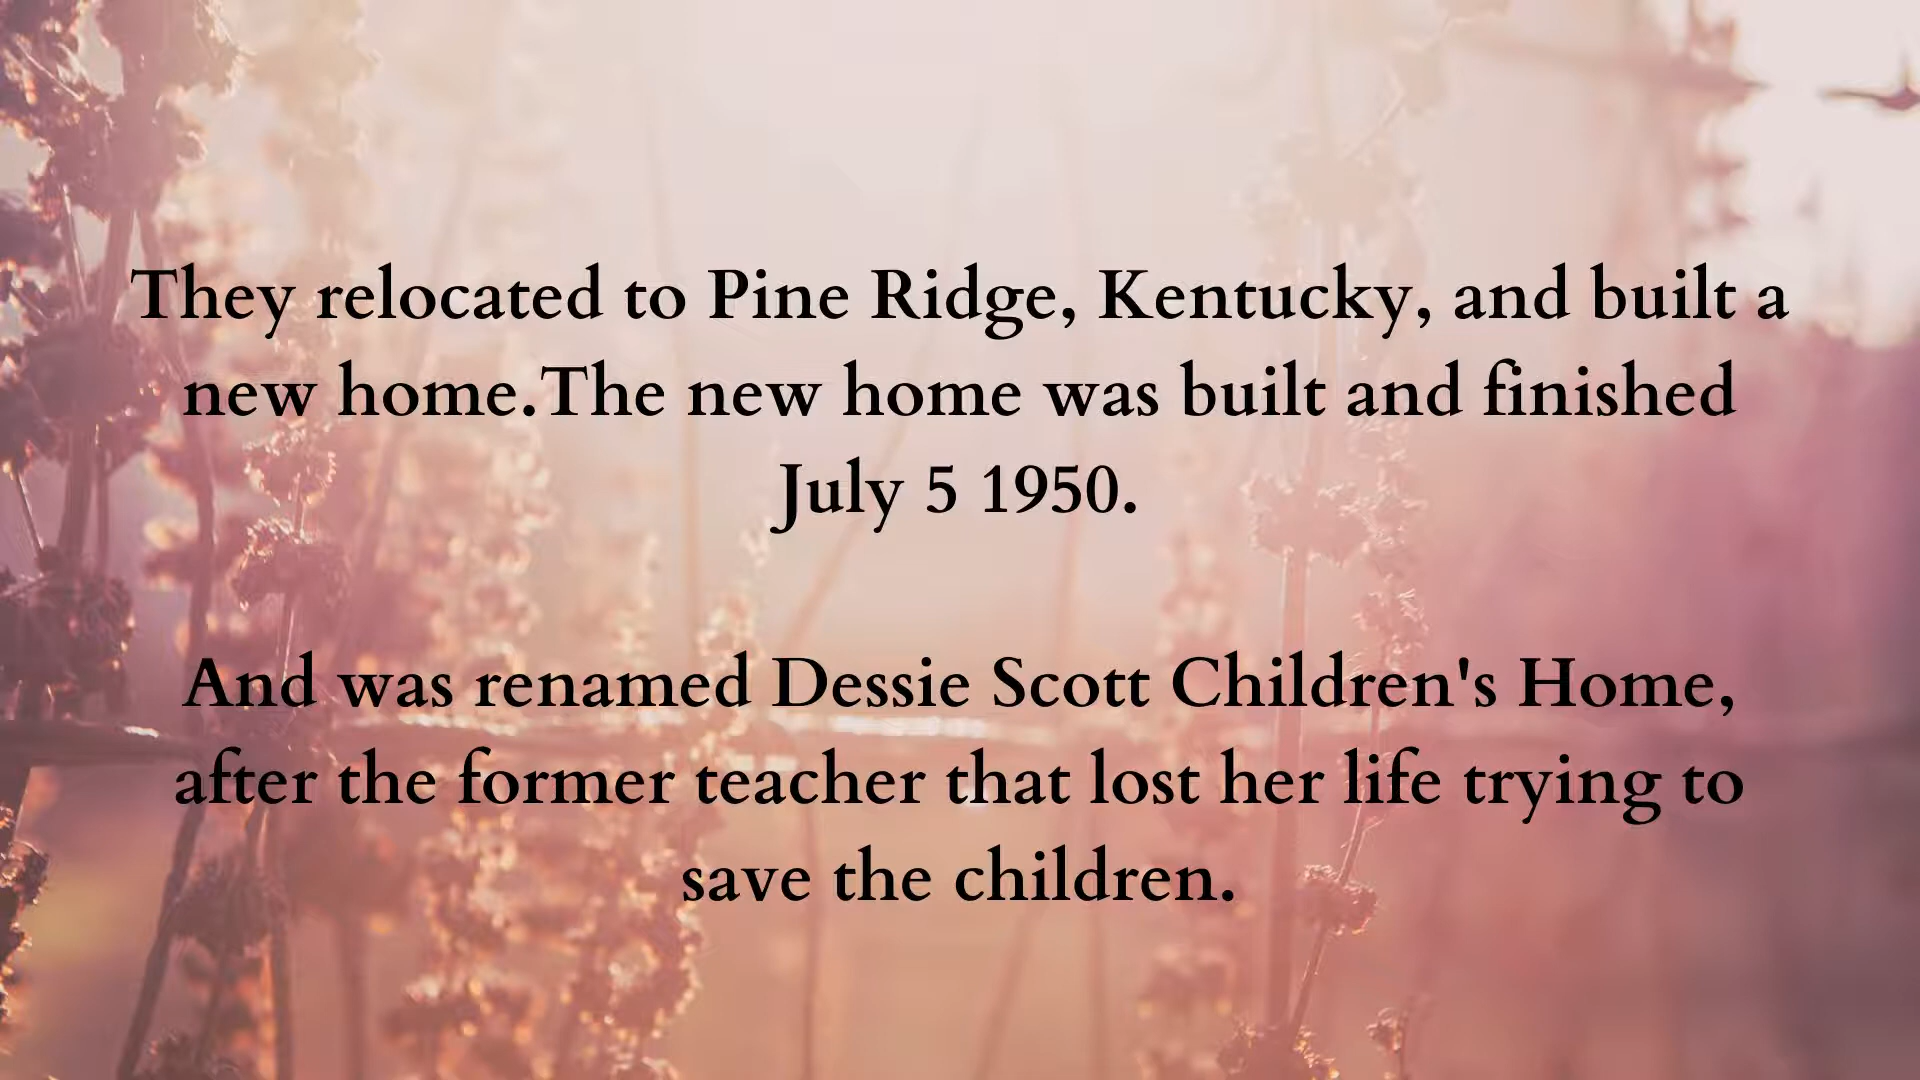 They relocated to Pine Ridge, Kentucky, and built a
new home.The new home was built and finished
July 5 1950.
And was renamed Dessie Scott Children's Home,
after the former teacher that lost her life trying to
save the children.